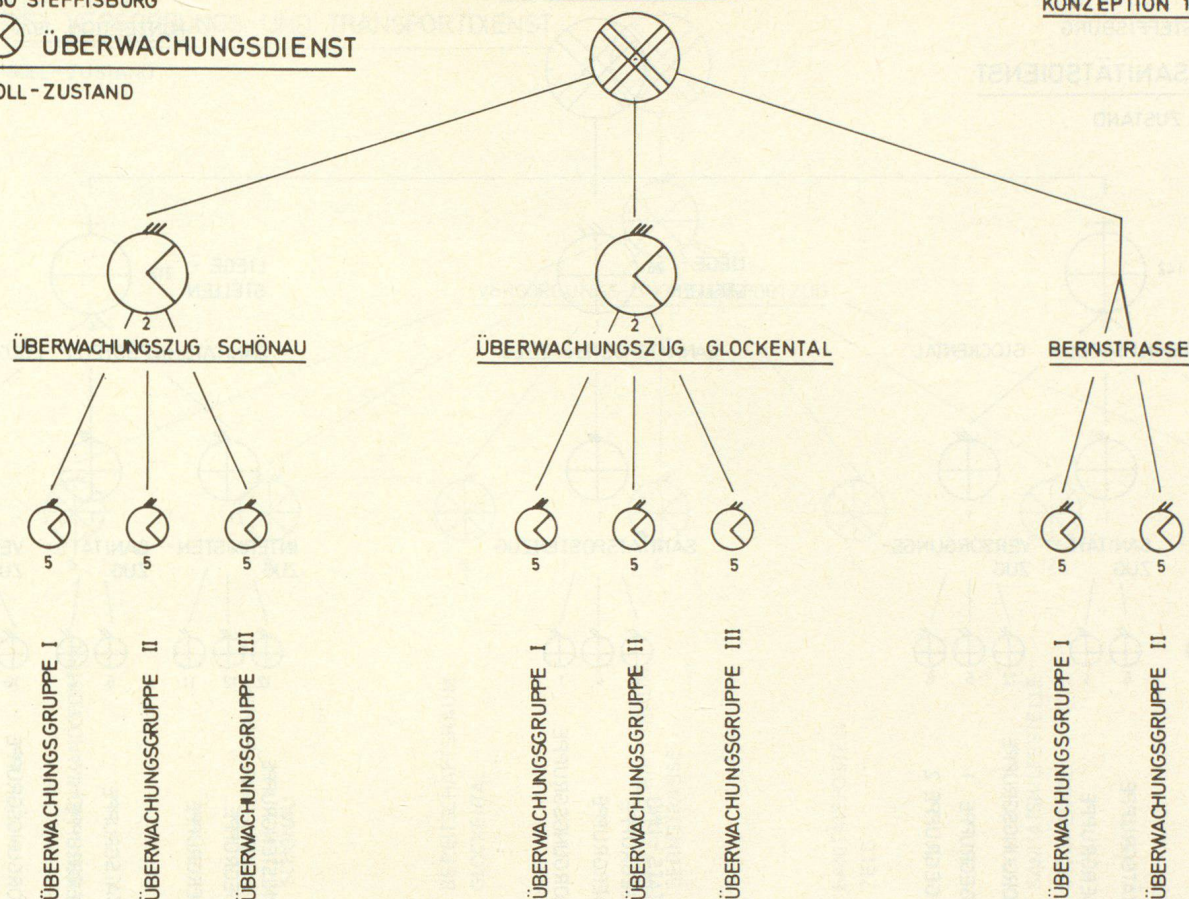 STEFFISBURG
KONZEPTION
ÜBERWACHUNGSDIENST
SOLL-ZUSTAND
2
2
ÜBERWACHUNGSZUG SCHÖNAU
ÜBERWACHUNGSZUG GLOCKENTAL
BERNSTRASSE
5 5 5
5 5 5
5 5
ÜBERWACHUNGSGRUPPE I
ÜBERWACHUNGSGRUPPE II
ÜBERWACHUNGSGRUPPE III
ÜBERWACHUNGSGRUPPE I
ÜBERWACHUNGSGRUPPE II
ÜBERWACHUNGSGRUPPE III
ÜBERWACHUNGSGRUPPE I
ÜBERWACHUNGSGRUPPE II